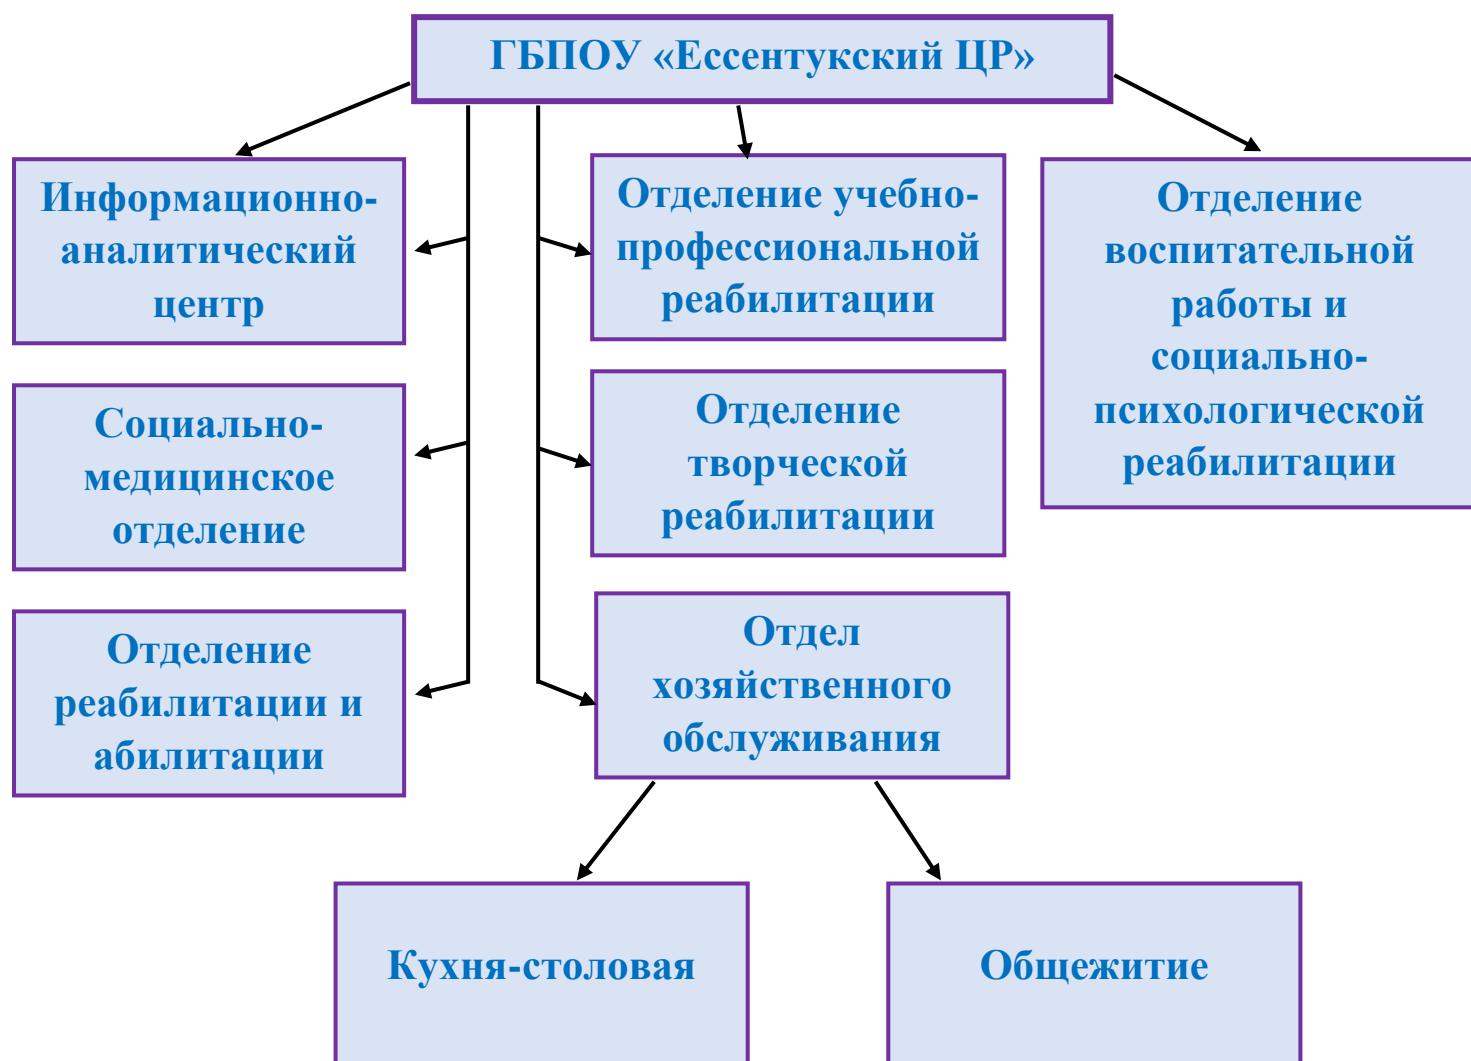 ГБПОУ «Ессентукский ЦР»
Информационно-
аналитический
центр
Отделение учебно-
профессиональной
реабилитации
Отделение
воспитательной
работы и
социально-
психологической
реабилитации
Социально-
медицинское
отделение
Отделение
творческой
реабилитации
Отделение
реабилитации и
абилитации
Отдел
хозяйственного
обслуживания
Кухня-столовая
Общежитие